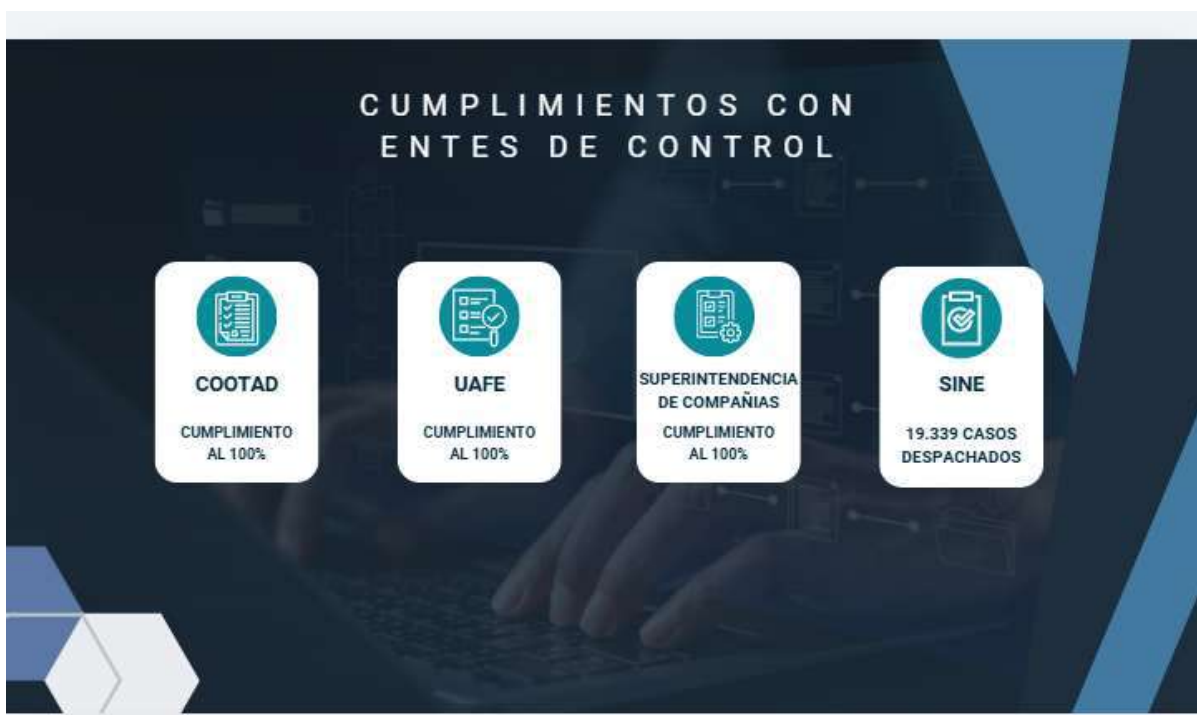 CUMPLIMIENTOS CON
ENTES DE CONTROL
COOTAD
CUMPLIMIENTO
AL 100%
UAFE
CUMPLIMIENTO
AL 100%
SUPERINTENDENCIA
DE COMPAÑIAS
CUMPLIMIENTO
AL 100%
SINE
19.339 CASOS
DESPACHADOS